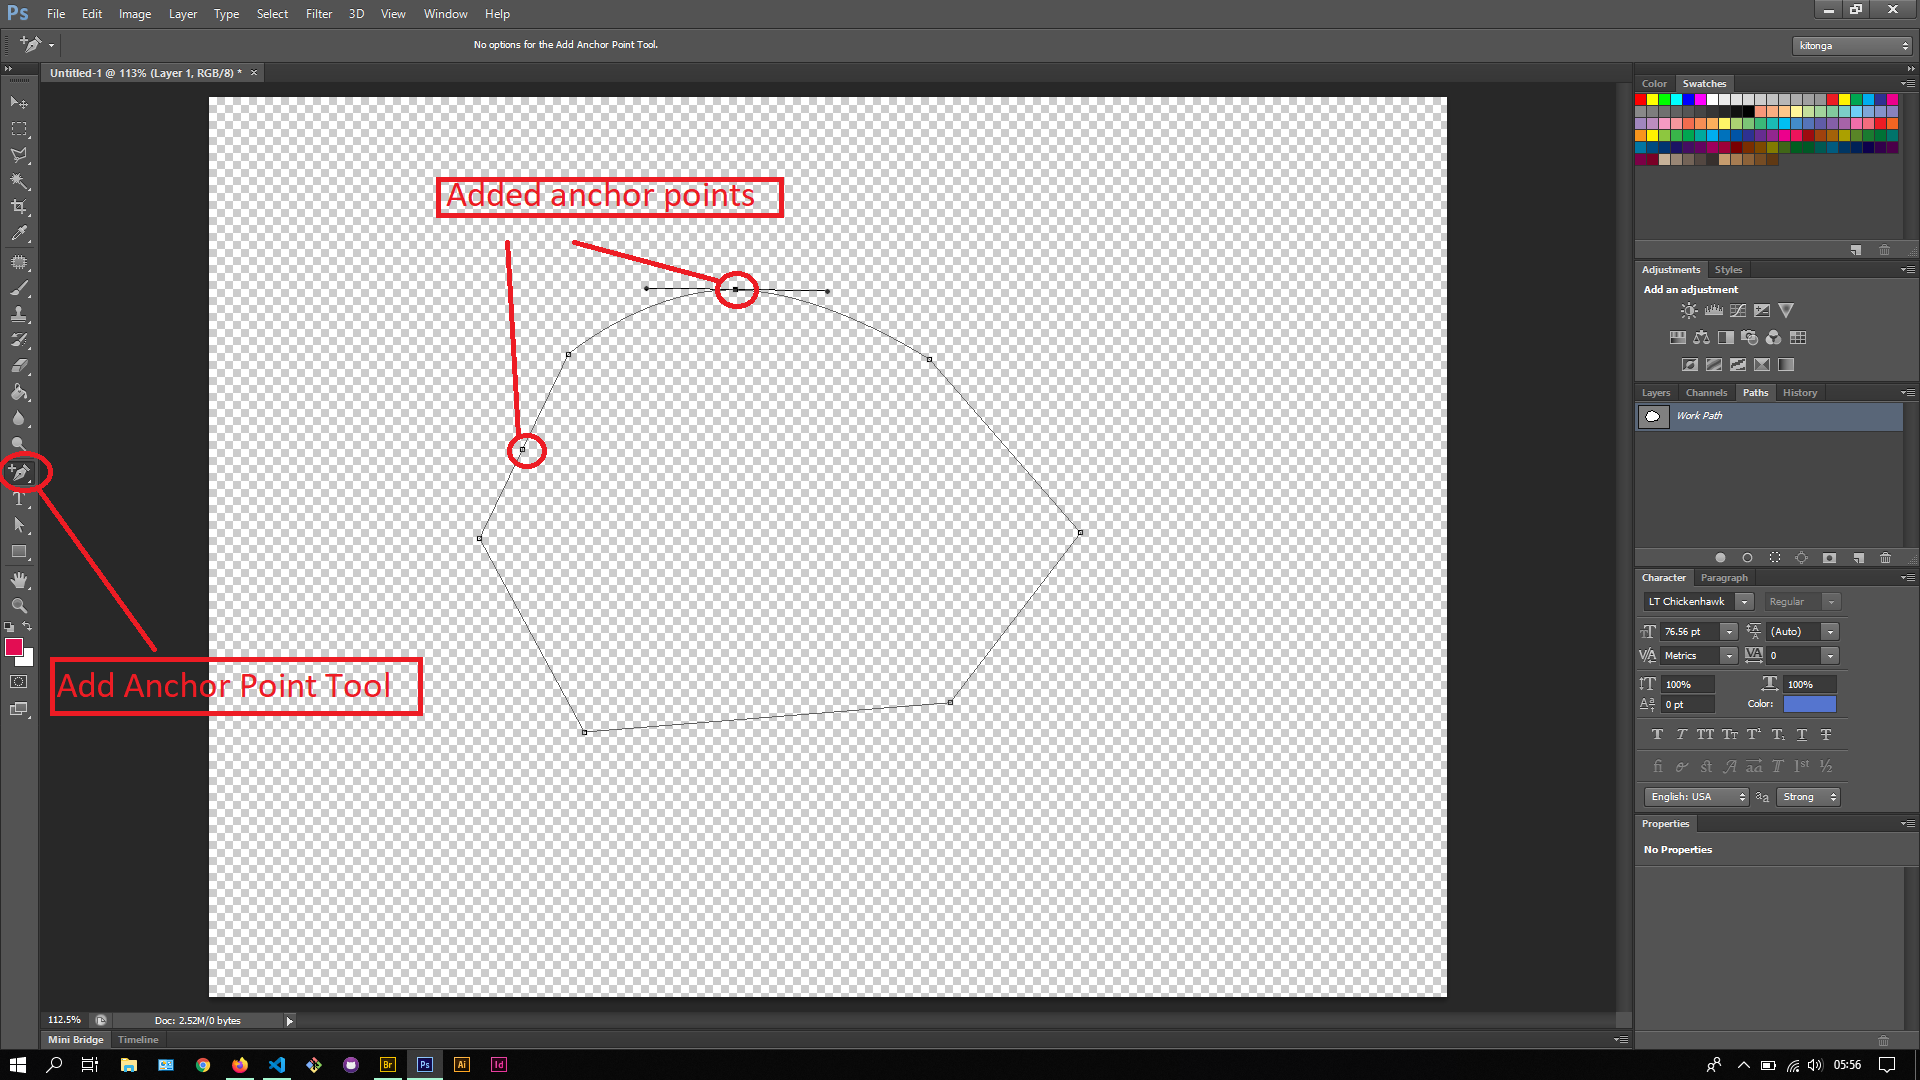 Ps File Edit Image Layer Type Select Filter 3D View Window Help
No options for the Add Anchor Point Tool.
kitonga
Untitled-1 @ 113% (Layer 1, RGB/8) * ×
Added anchor points
Add Anchor Point Tool
Color Swatches
Adjustments Styles
Add an adjustment
Layers Channels Paths History
Work Path
Character Paragraph
LT Chickenhawk Regular
76.56 pt (Auto)
Metrics 0
100% 100%
0 pt Color:
English: USA Strong
Properties
No Properties
112.5% Doc: 2.52M/0 bytes
Mini Bridge Timeline
Br Ps Ai Id 05:56